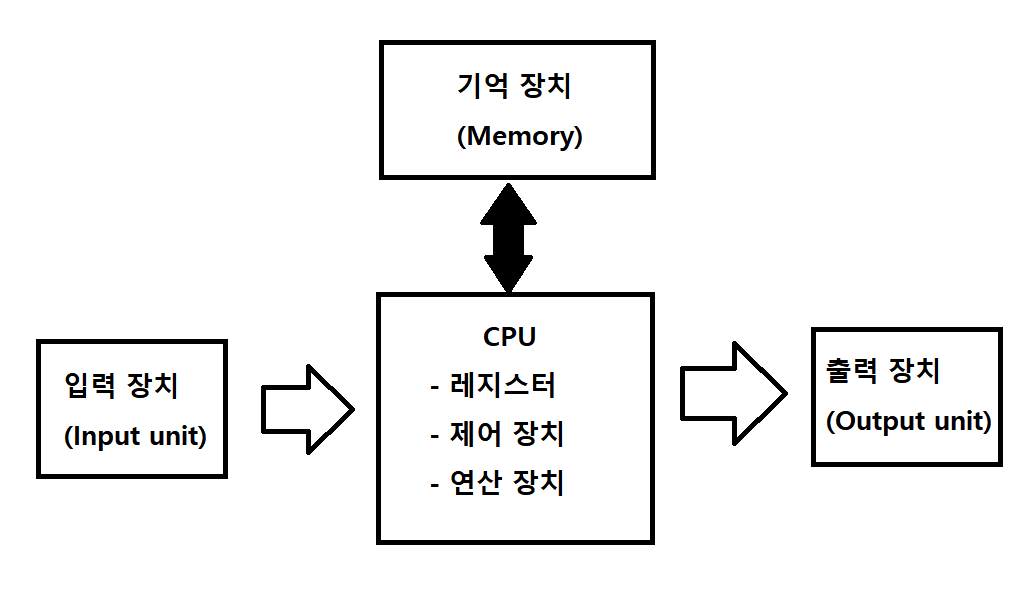 기억 장치
(Memory)
CPU
- 레지스터
- 제어 장치
- 연산 장치
입력 장치
(Input unit)
출력 장치
(Output unit)